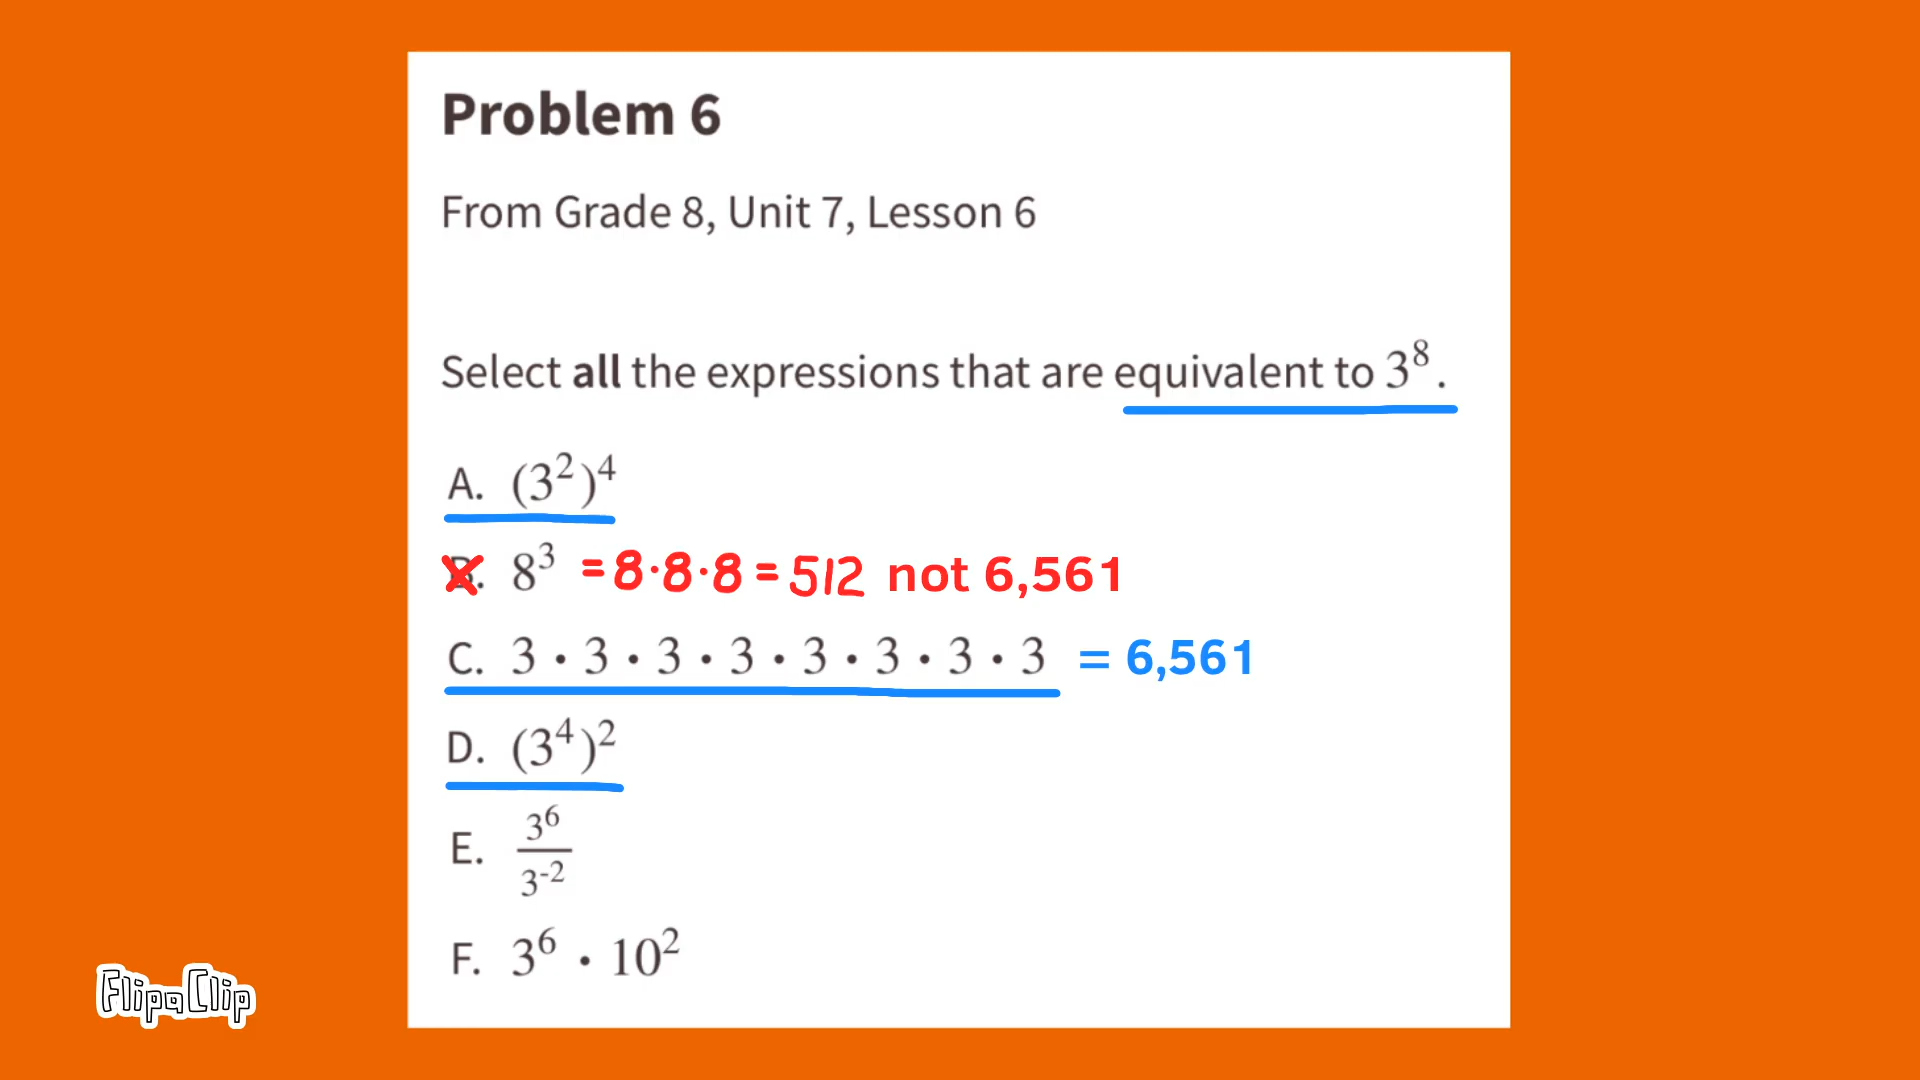 Problem 6
From Grade 8, Unit 7, Lesson 6
Select all the expressions that are equivalent to 3⁸.
A. (3²)⁴
B. 8³ = 8·8·8 = 512 not 6,561
C. 3 · 3 · 3 · 3 · 3 · 3 · 3 · 3 = 6,561
D. (3⁴)²
E. 3⁶/3⁻²
F. 3⁶ · 10²
FlipaClip